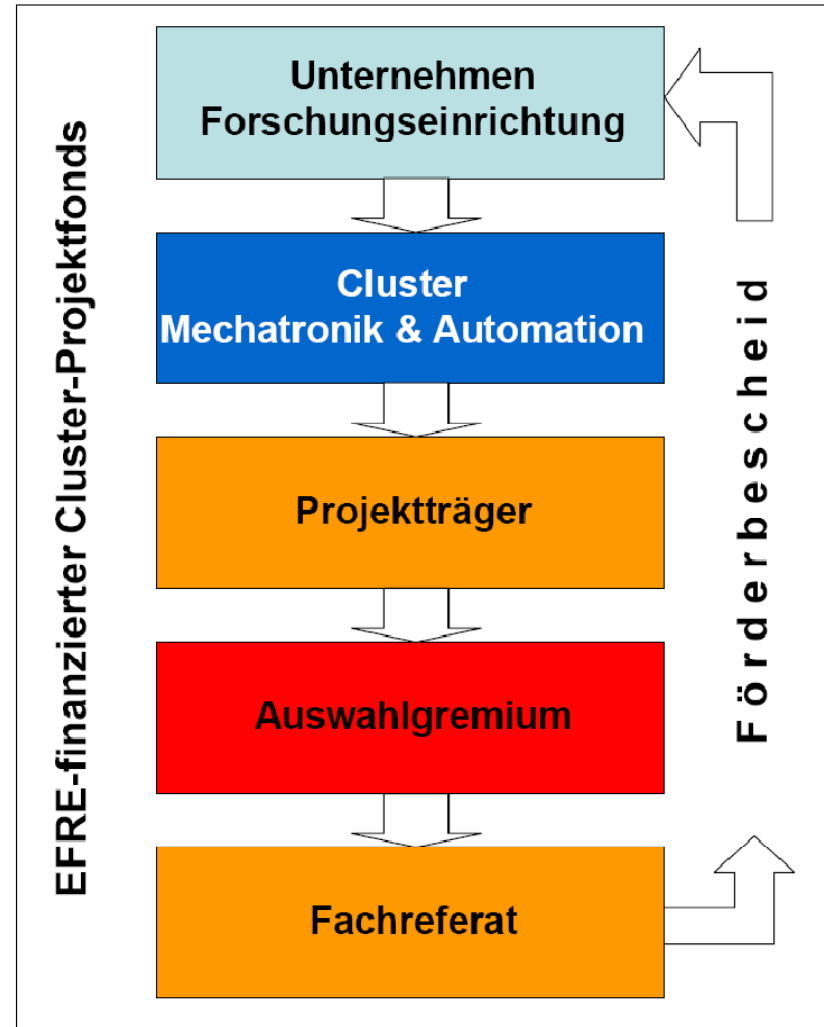 EFRE-finanzierter Cluster-Projektfonds
Unternehmen
Forschungseinrichtung
Cluster
Mechatronik & Automation
Projektträger
Auswahlgremium
Fachreferat
Förderbescheid